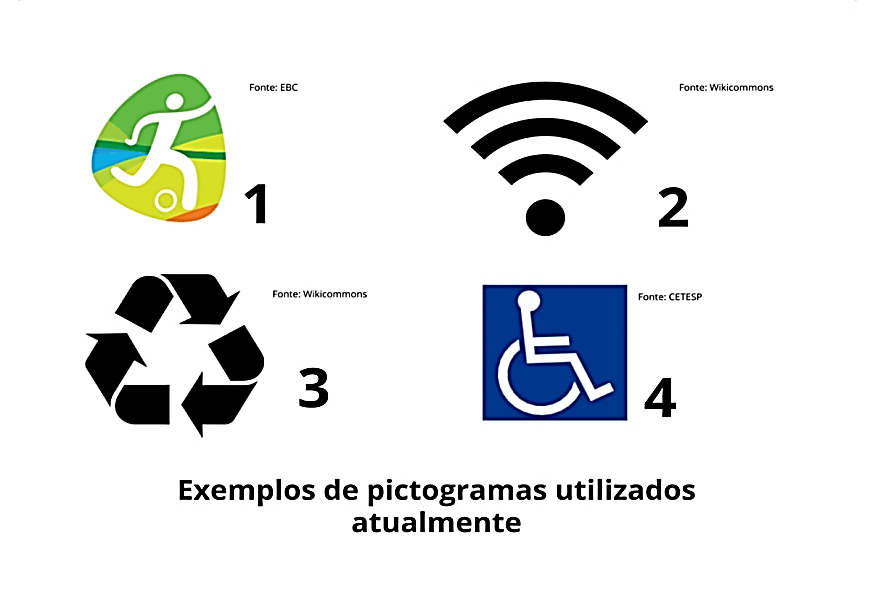 Fonte: EBC
1
Fonte: Wikicommons
2
Fonte: Wikicommons
3
Fonte: CETESP
4
Exemplos de pictogramas utilizados
atualmente